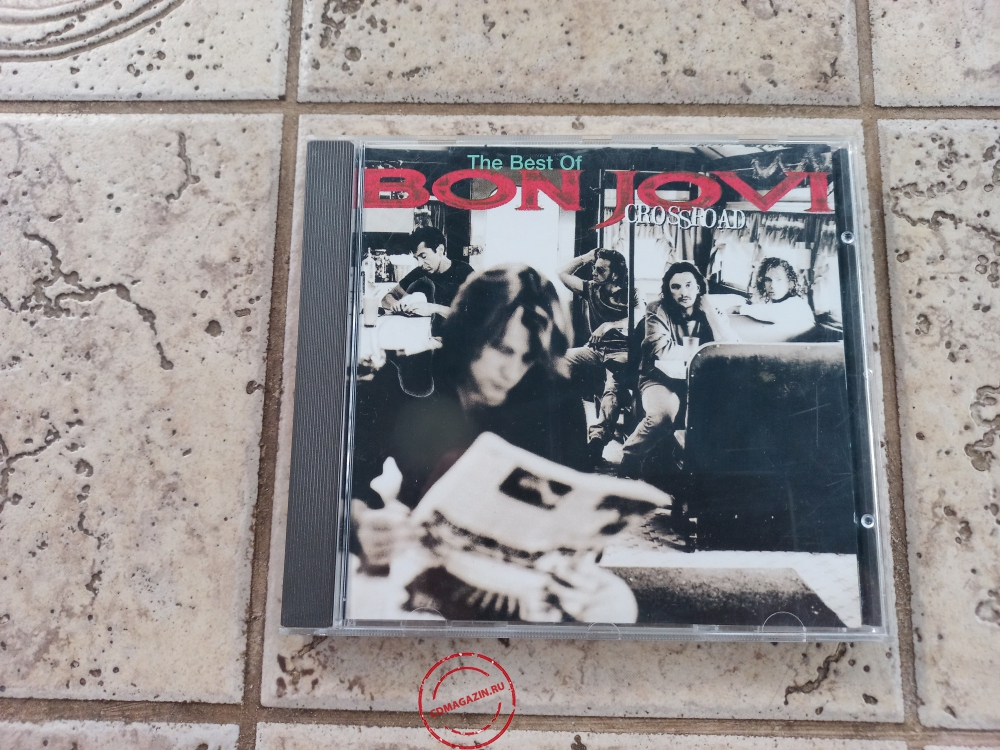 The Best Of
BON JOVI
CROSSROAD
CDMAGAZIN.RU